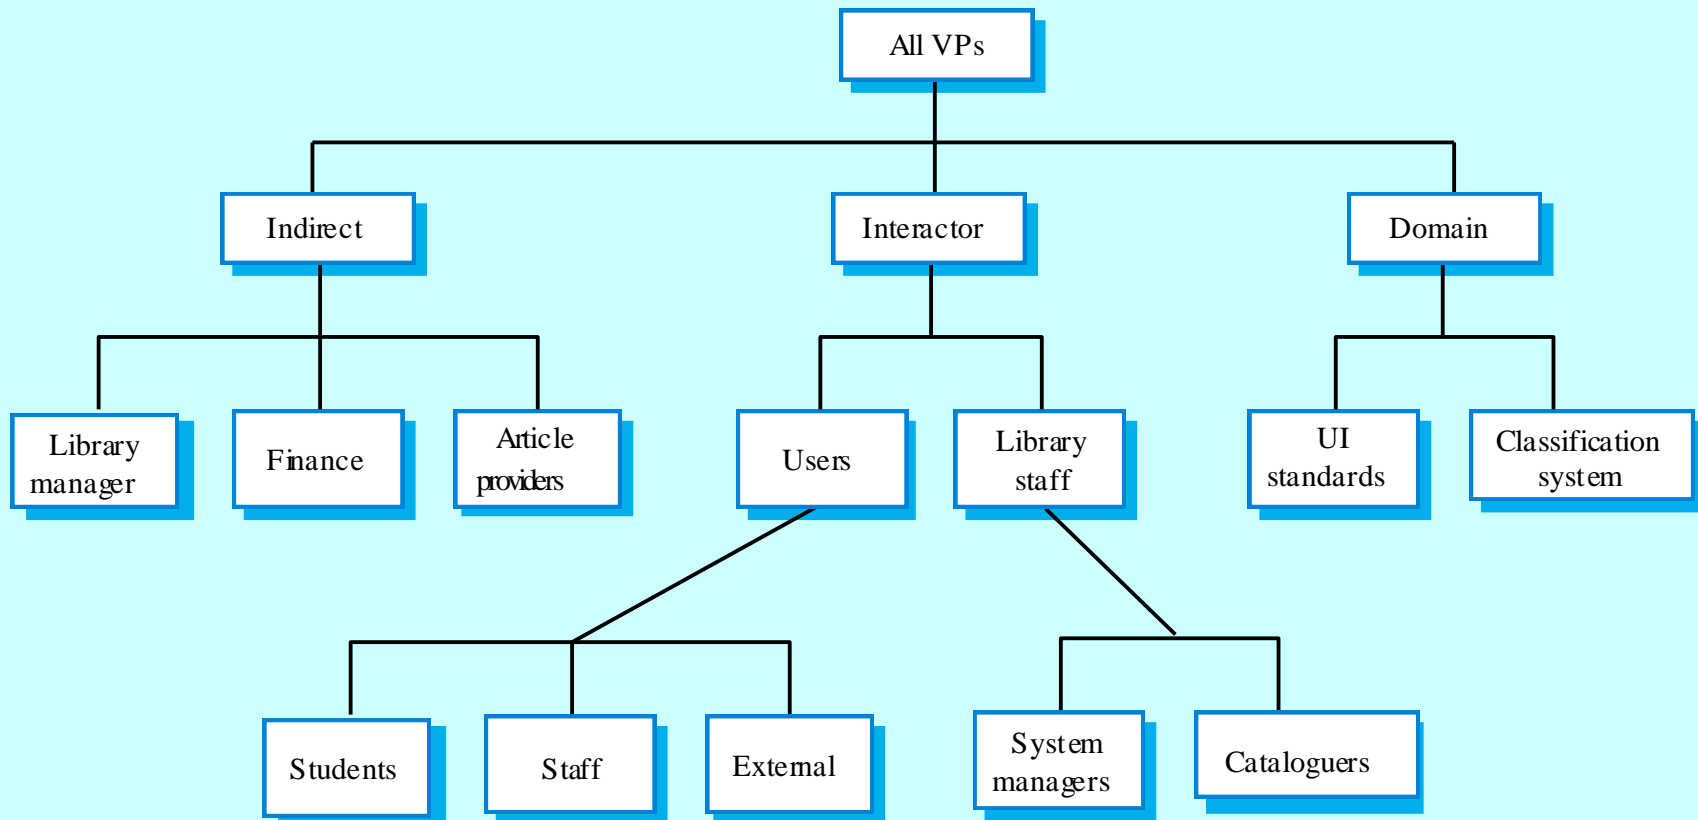 All VPs
Indirect
Interactor
Domain
Library
manager
Finance
Article
providers
Users
Library
staff
UI
standards
Classification
system
Students
Staff
External
System
managers
Cataloguers